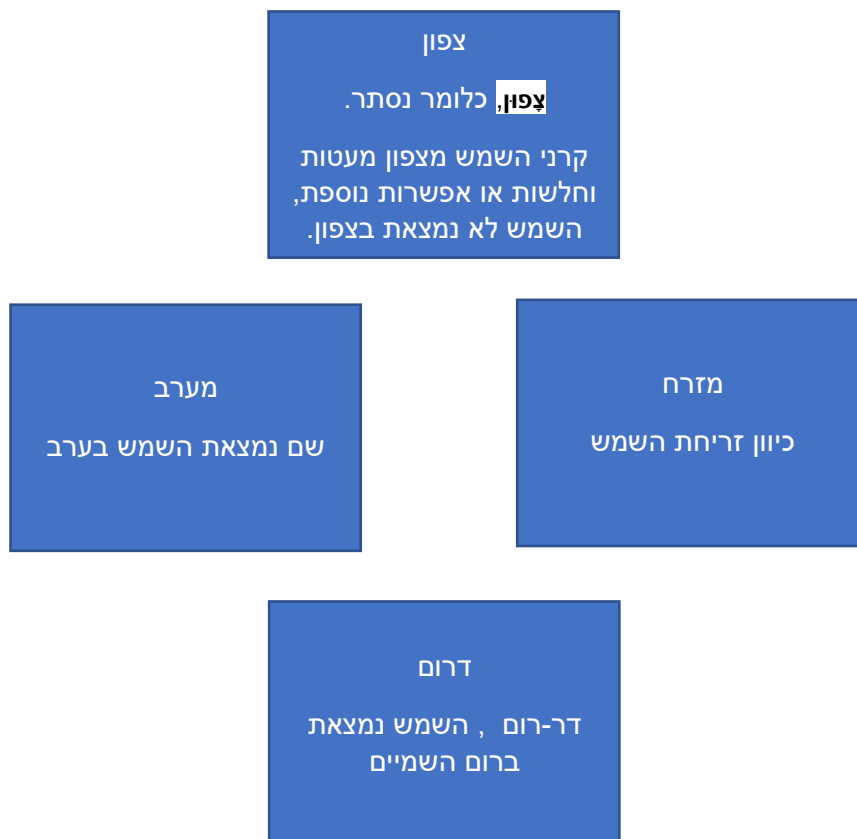 צפון
צָפוּן, כלומר נסתר.
קרני השמש מצפון מעטות
וחלשות או אפשרות נוספת,
השמש לא נמצאת בצפון.
מזרח
כיוון זריחת השמש
מערב
שם נמצאת השמש בערב
דרום
דר-רום , השמש נמצאת
ברום השמיים